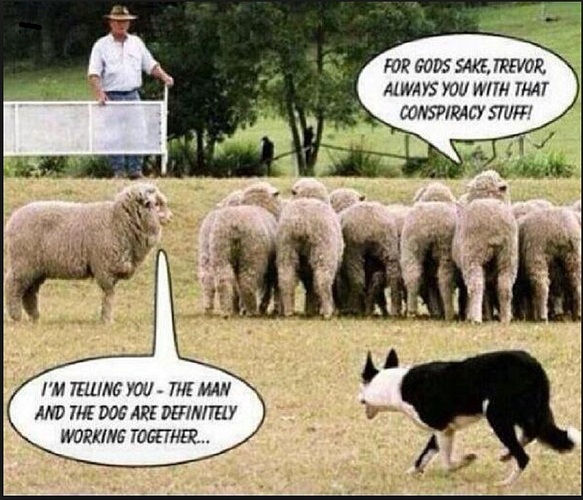 FOR GODS SAKE, TREVOR,
ALWAYS YOU WITH THAT
CONSPIRACY STUFF!
I'M TELLING YOU - THE MAN
AND THE DOG ARE DEFINITELY
WORKING TOGETHER...